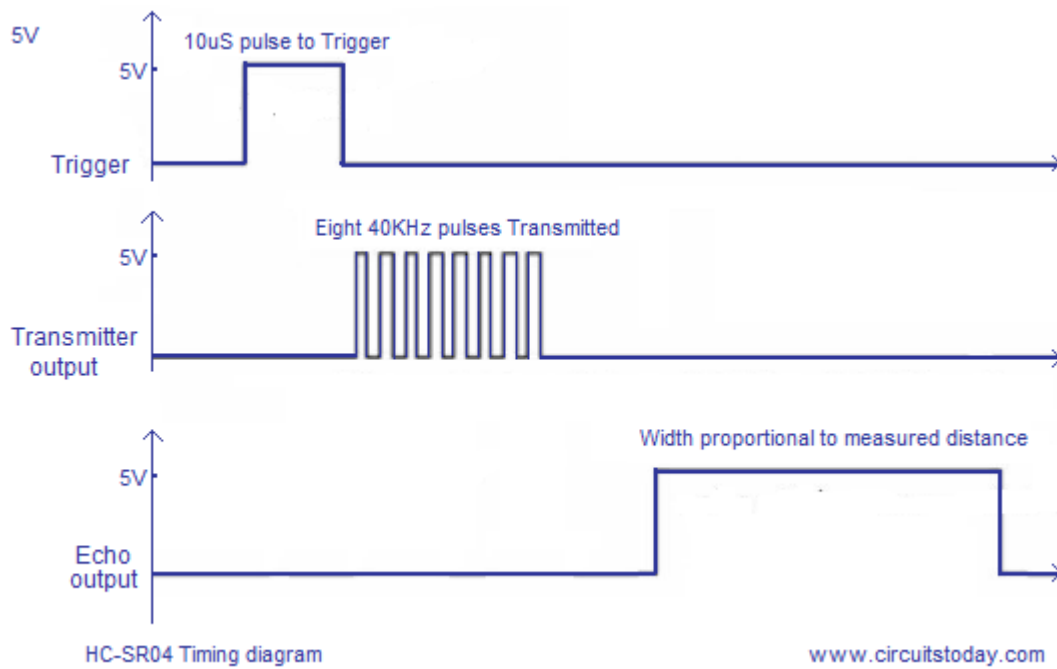 5V
10uS pulse to Trigger
5V
Trigger
Eight 40KHz pulses Transmitted
5V
Transmitter
output
Width proportional to measured distance
5V
Echo
output
HC-SR04 Timing diagram
www.circuitstoday.com